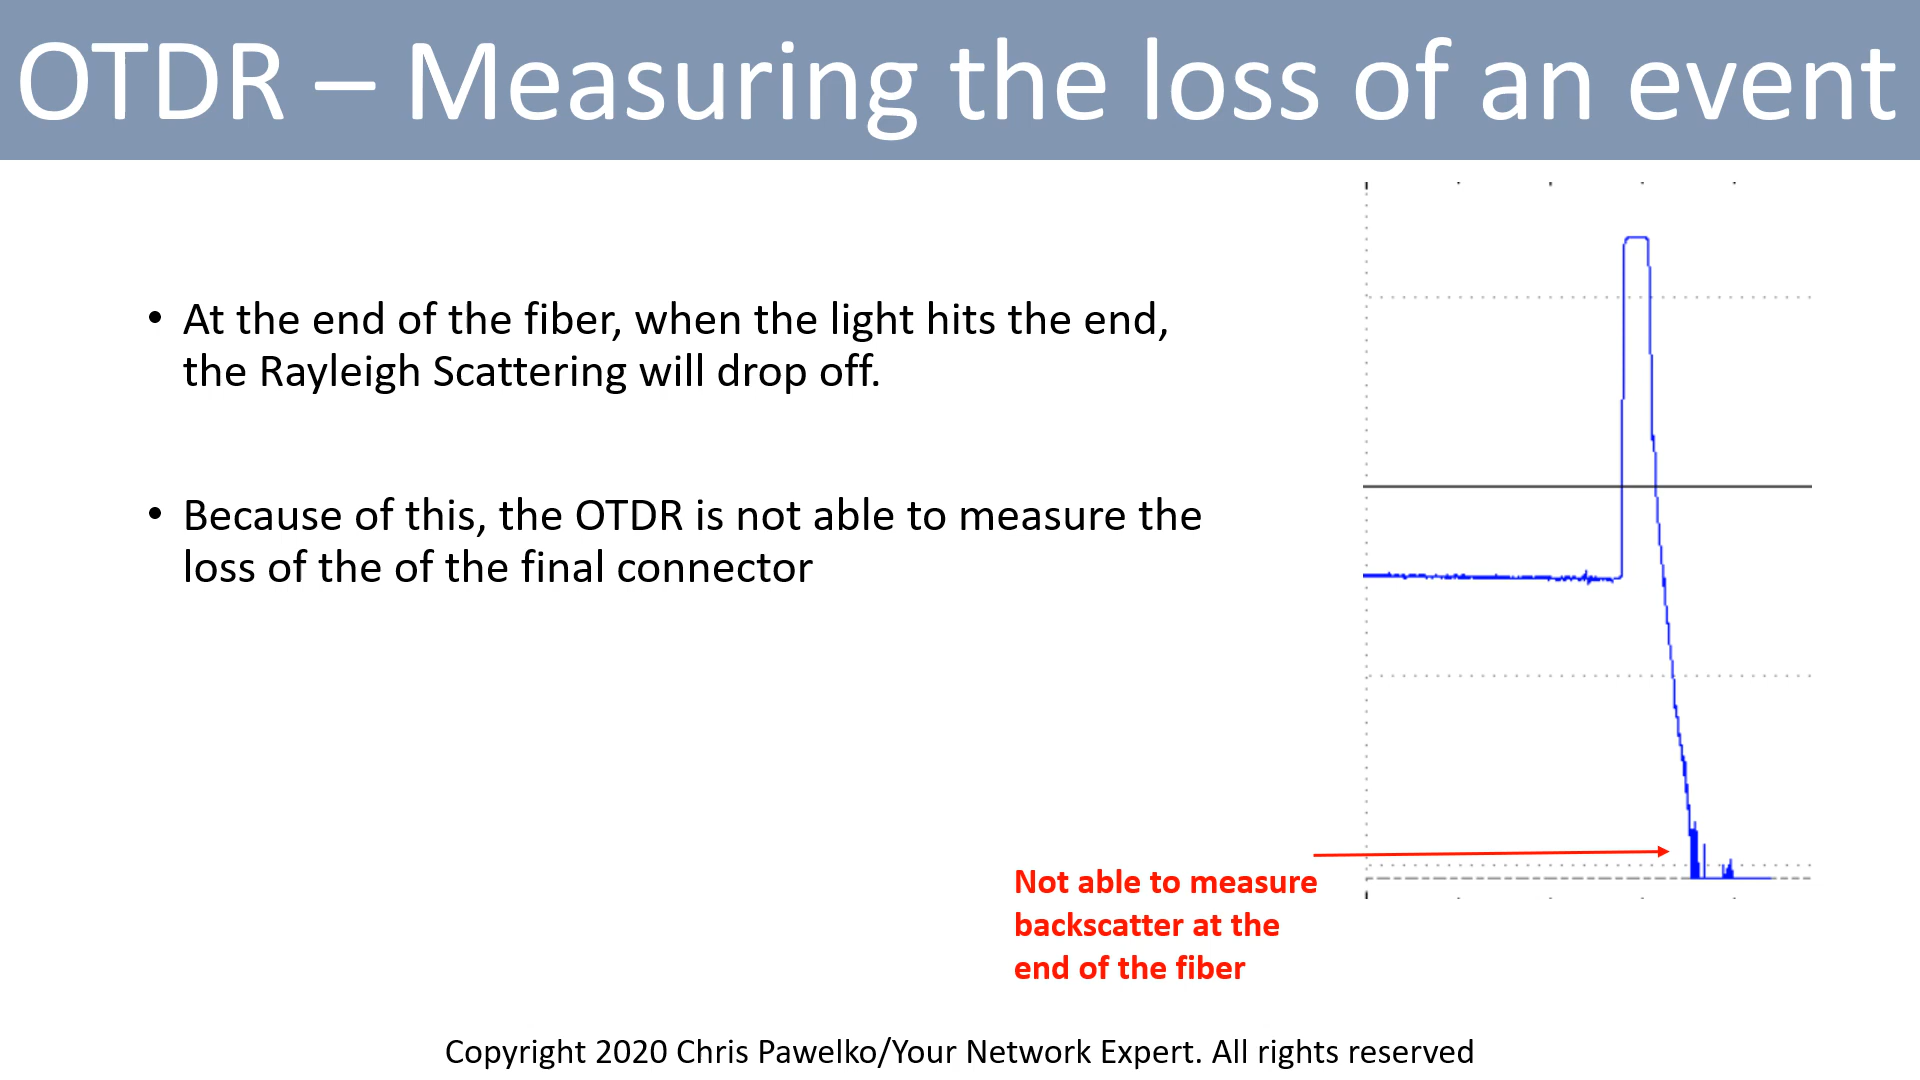 OTDR – Measuring the loss of an event
• At the end of the fiber, when the light hits the end,
the Rayleigh Scattering will drop off.
• Because of this, the OTDR is not able to measure the
loss of the of the final connector
Not able to measure
backscatter at the
end of the fiber
Copyright 2020 Chris Pawelko/Your Network Expert. All rights reserved